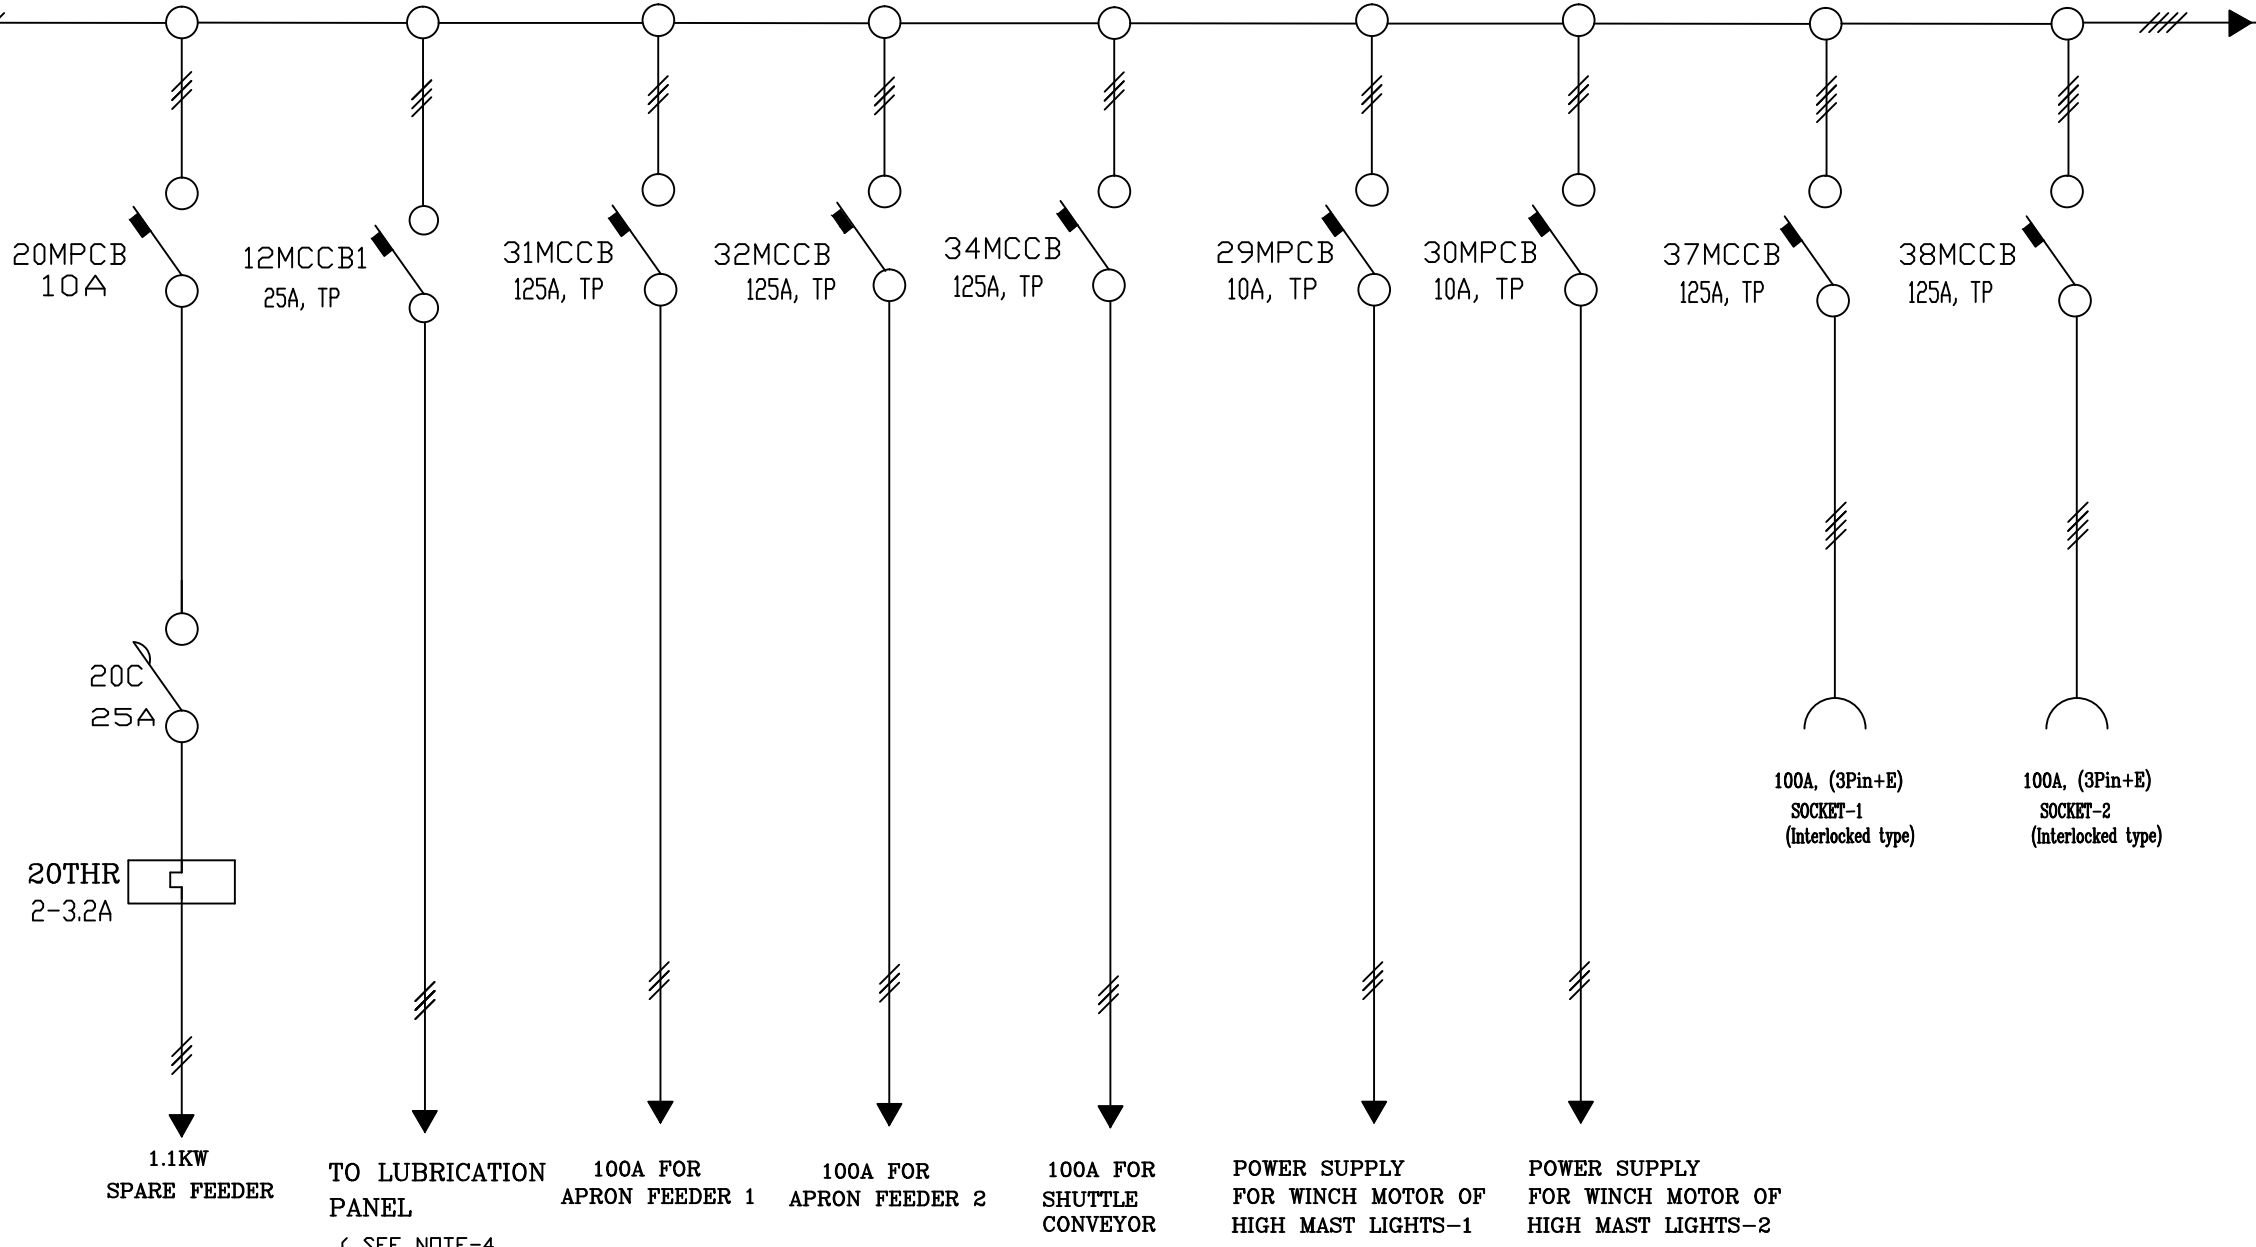 20MPCB
10A
12MCCB1
25A, TP
31MCCB
125A, TP
32MCCB
125A, TP
34MCCB
125A, TP
29MPCB
10A, TP
30MPCB
10A, TP
37MCCB
125A, TP
38MCCB
125A, TP
20C
25A
20THR
2-3.2A
100A, (3Pin+E)
SOCKET-1
(Interlocked type)
100A, (3Pin+E)
SOCKET-2
(Interlocked type)
1.1KW
SPARE FEEDER
TO LUBRICATION
PANEL
( SEE NOTE-4
100A FOR
APRON FEEDER 1
100A FOR
APRON FEEDER 2
100A FOR
SHUTTLE
CONVEYOR
POWER SUPPLY
FOR WINCH MOTOR OF
HIGH MAST LIGHTS-1
POWER SUPPLY
FOR WINCH MOTOR OF
HIGH MAST LIGHTS-2